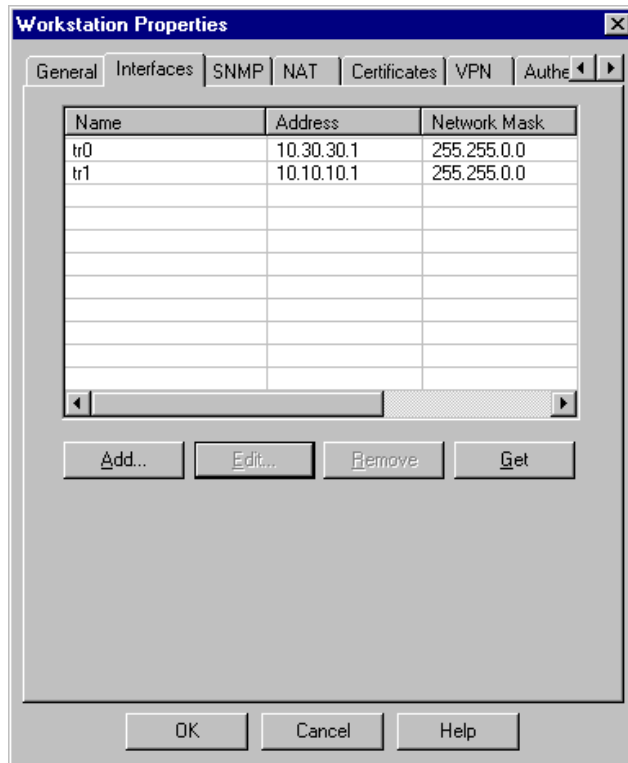 Workstation Properties
General Interfaces SNMP NAT Certificates VPN Authe
Name Address Network Mask
tr0 10.30.30.1 255.255.0.0
tr1 10.10.10.1 255.255.0.0
Add... Edit... Remove Get
OK Cancel Help